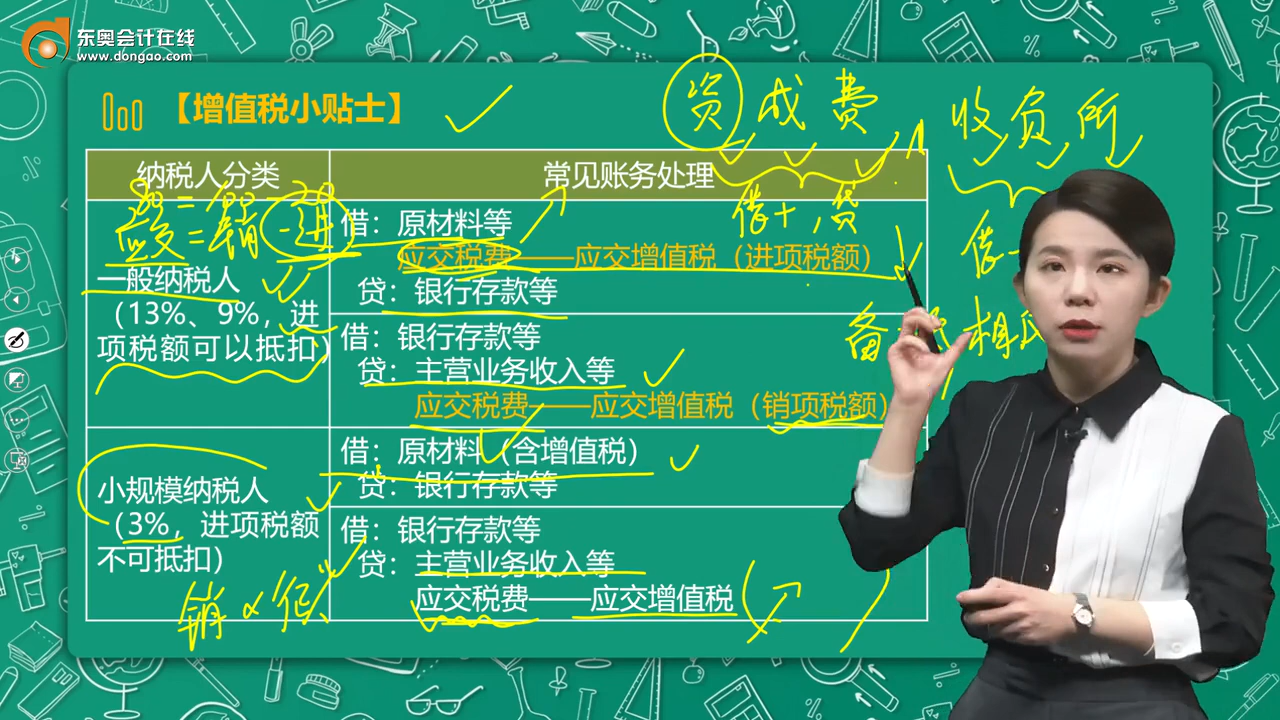 东奥会计在线
www.dongao.com
【增值税小贴士】
资 成 费
收 负 所
纳税人分类
常见账务处理
80 = 100 - 20
应交 = 销 - 进
借+，贷-
借-
一般纳税人
（13%、9%，进
项税额可以抵扣）
借：原材料等
应交税费——应交增值税（进项税额）
贷：银行存款等
借：银行存款等
贷：主营业务收入等
应交税费——应交增值税（销项税额）
备 相反
小规模纳税人
（3%，进项税额
不可抵扣）
借：原材料（含增值税）
贷：银行存款等
借：银行存款等
贷：主营业务收入等
应交税费——应交增值税
销